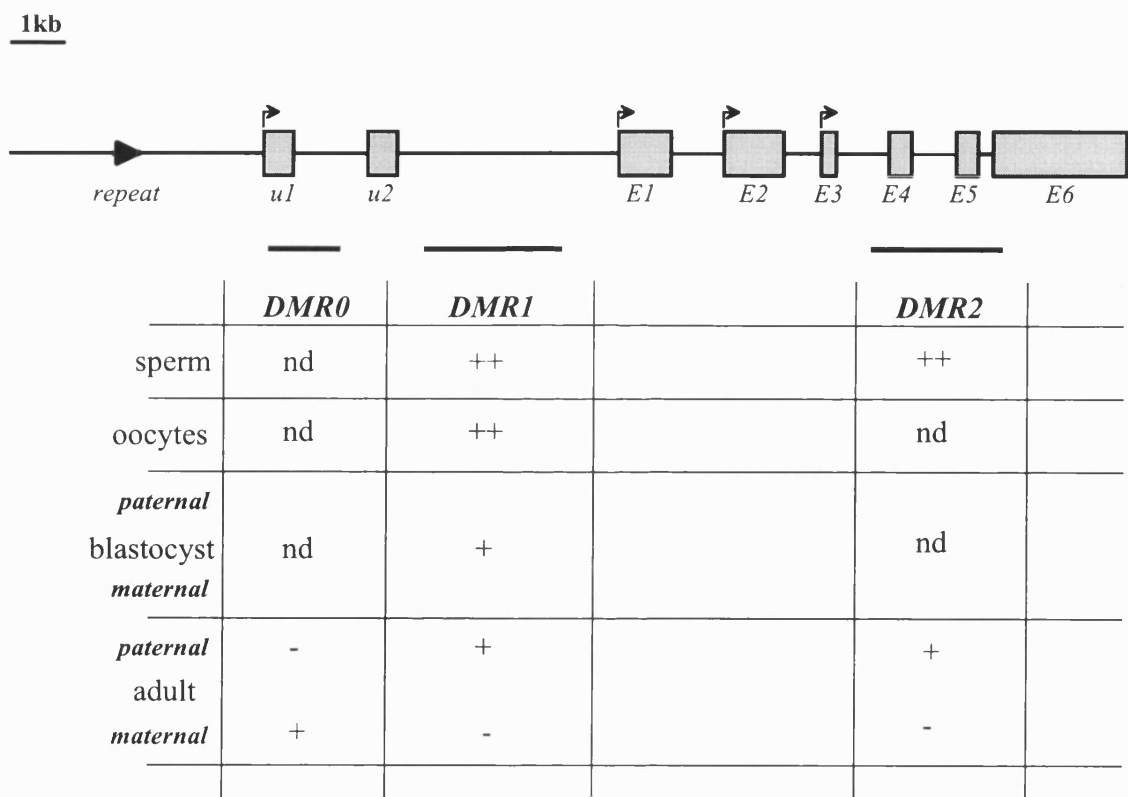 1kb
repeat u1 u2 E1 E2 E3 E4 E5 E6
DMR0 DMR1 DMR2
sperm nd ++ ++
oocytes nd ++ nd
paternal
blastocyst nd + nd
maternal
paternal - + +
adult
maternal + - -